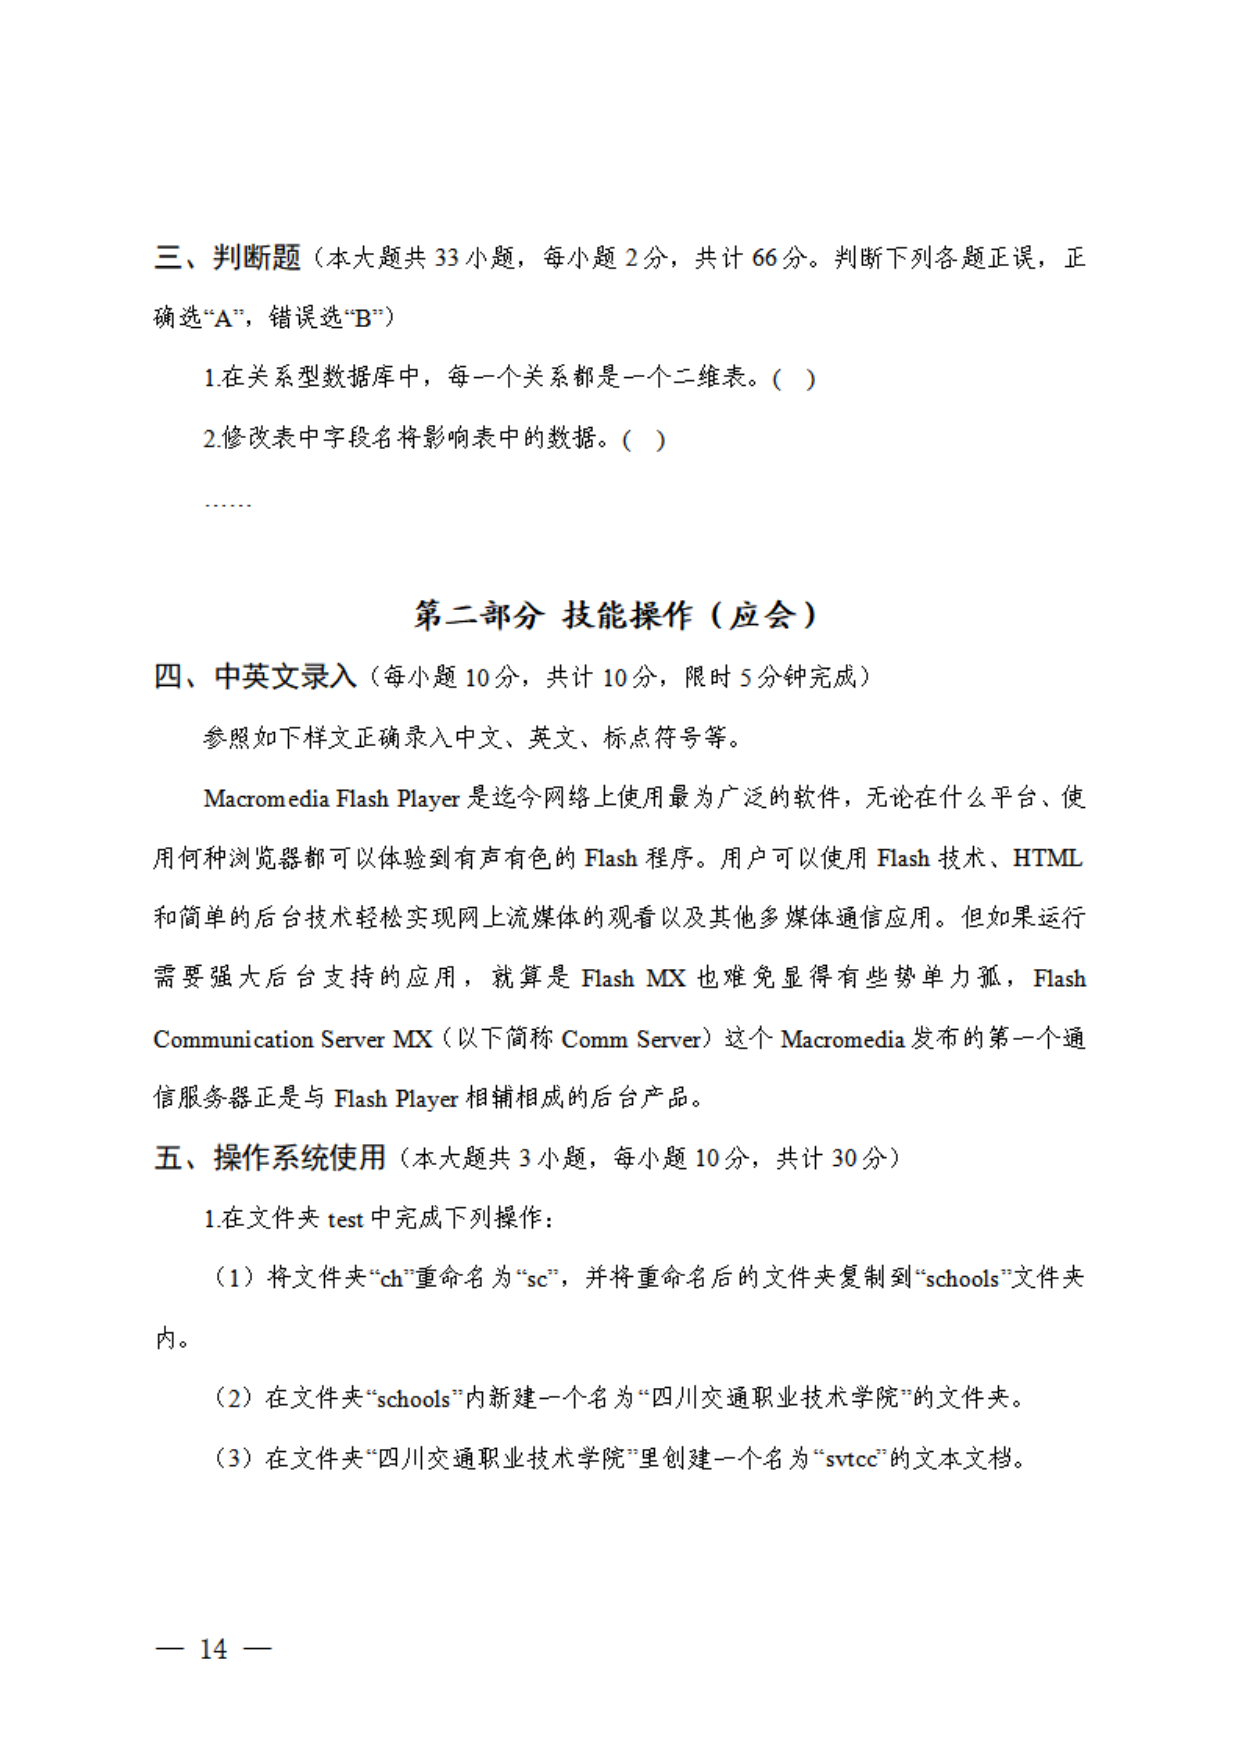 三、判断题（本大题共 33 小题，每小题 2 分，共计 66 分。判断下列各题正误，正
确选“A”，错误选“B”）
1.在关系型数据库中，每一个关系都是一个二维表。( )
2.修改表中字段名将影响表中的数据。( )
……
第二部分 技能操作（应会）
四、中英文录入（每小题 10 分，共计 10 分，限时 5 分钟完成）
参照如下样文正确录入中文、英文、标点符号等。
Macromedia Flash Player 是迄今网络上使用最为广泛的软件，无论在什么平台、使
用何种浏览器都可以体验到有声有色的 Flash 程序。用户可以使用 Flash 技术、HTML
和简单的后台技术轻松实现网上流媒体的观看以及其他多媒体通信应用。但如果运行
需要强大后台支持的应用，就算是 Flash MX 也难免显得有些势单力孤，Flash
Communication Server MX（以下简称 Comm Server）这个 Macromedia 发布的第一个通
信服务器正是与 Flash Player 相辅相成的后台产品。
五、操作系统使用（本大题共 3 小题，每小题 10 分，共计 30 分）
1.在文件夹 test 中完成下列操作：
（1）将文件夹“ch”重命名为“sc”，并将重命名后的文件夹复制到“schools”文件夹
内。
（2）在文件夹“schools”内新建一个名为“四川交通职业技术学院”的文件夹。
（3）在文件夹“四川交通职业技术学院”里创建一个名为“svtcc”的文本文档。
— 14 —